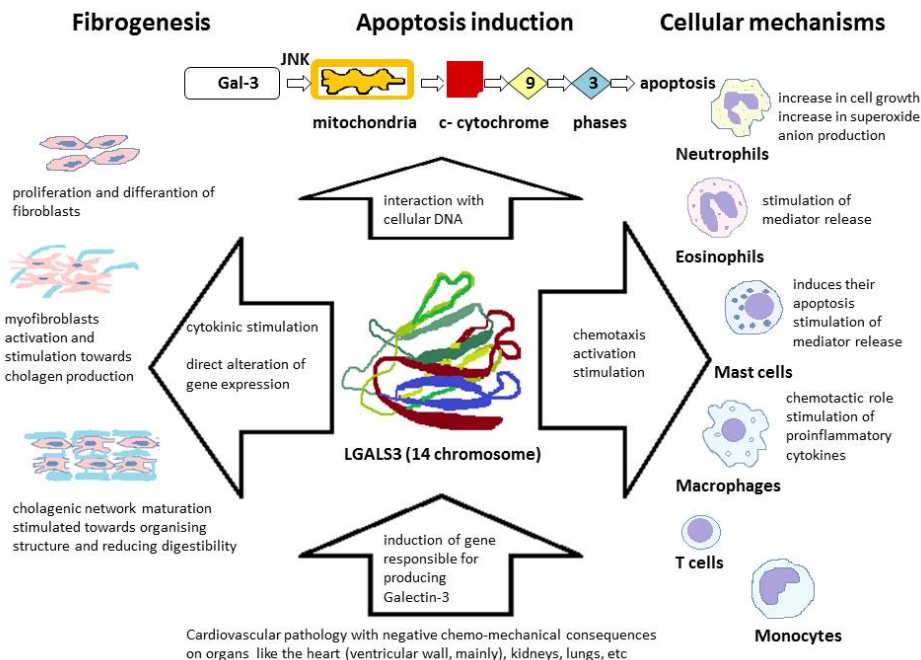 Fibrogenesis
Apoptosis induction
Cellular mechanisms
JNK
Gal-3
9
3
apoptosis
mitochondria
c- cytochrome
phases
increase in cell growth
increase in superoxide
anion production
Neutrophils
proliferation and differantion of
fibroblasts
interaction with
cellular DNA
stimulation of
mediator release
Eosinophils
myofibroblasts
activation and
stimulation towards
cholagen production
cytokinic stimulation
direct alteration of
gene expression
chemotaxis
activation
stimulation
induces their
apoptosis
stimulation of
mediator release
Mast cells
chemotactic role
stimulation of
proinflammatory
cytokines
Macrophages
LGALS3 (14 chromosome)
cholagenic network maturation
stimulated towards organising
structure and reducing digestibility
induction of gene
responsible for
producing
Galectin-3
T cells
Monocytes
Cardiovascular pathology with negative chemo-mechanical consequences
on organs like the heart (ventricular wall, mainly), kidneys, lungs, etc